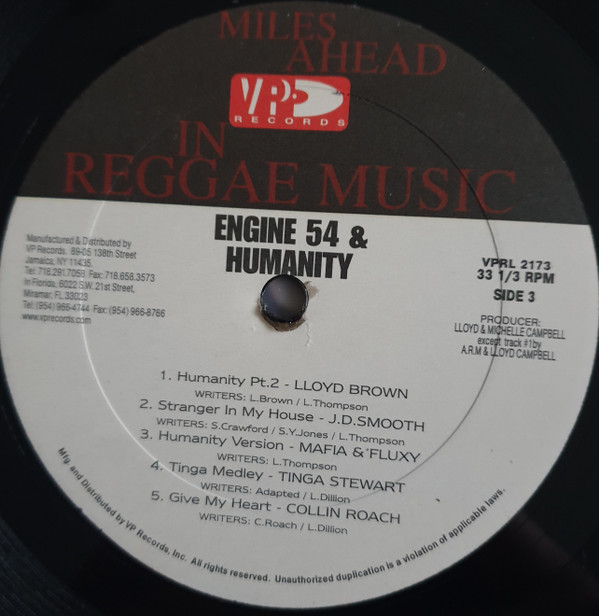 MILES
AHEAD
VP
RECORDS
IN
REGGAE MUSIC
ENGINE 54 &
HUMANITY
Manufactured & Distributed by
VP Records, 89-05 138th Street
Jamaica, NY 11435,
Tel: 718.291.7058 Fax: 718.658.3573
In Florida, 6022 S.W. 21st Street,
Miramar, FL 33023
Tel: (954) 966-4744 Fax: (954) 966-8766
www.vprecords.com
VPRL 2173
33 1/3 RPM
SIDE 3
PRODUCER:
LLOYD & MICHELLE CAMPBELL
except track #1by
A.R.M & LLOYD CAMPBELL
1. Humanity Pt.2 - LLOYD BROWN
WRITERS: L.Brown / L.Thompson
2. Stranger In My House - J.D.SMOOTH
WRITERS: S.Crawford / S.Y.Jones / L.Thompson
3. Humanity Version - MAFIA & FLUXY
WRITERS: L.Thompson
4. Tinga Medley - TINGA STEWART
WRITERS: Adapted / L.Dillion
5. Give My Heart - COLLIN ROACH
WRITERS: C.Roach / L.Dillion
Mfg. and Distributed by VP Records, Inc. All rights reserved. Unauthorized duplication is a violation of applicable laws.